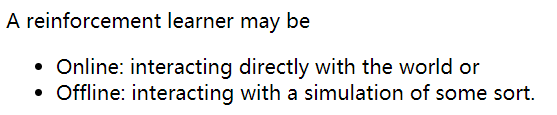 A reinforcement learner may be
• Online: interacting directly with the world or
• Offline: interacting with a simulation of some sort.